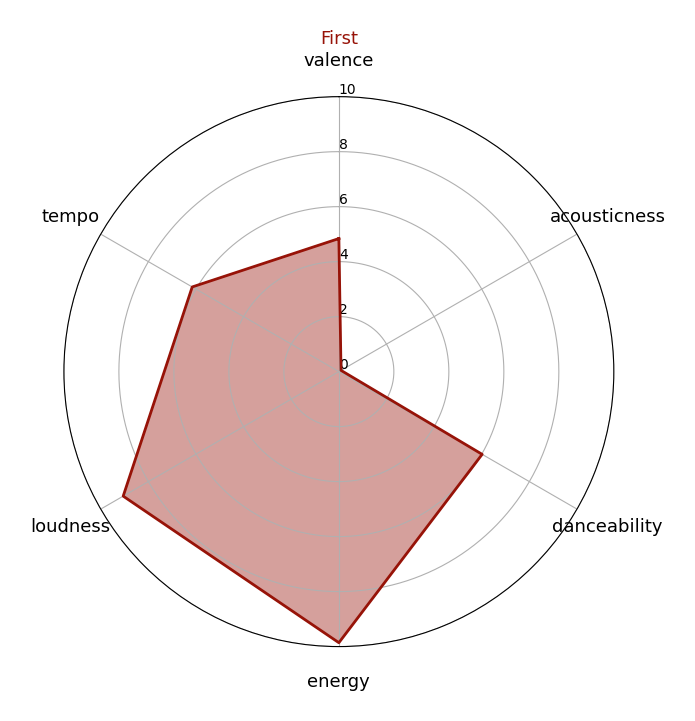 First
valence
10
8
tempo
6
acousticness
4
2
0
loudness
danceability
energy